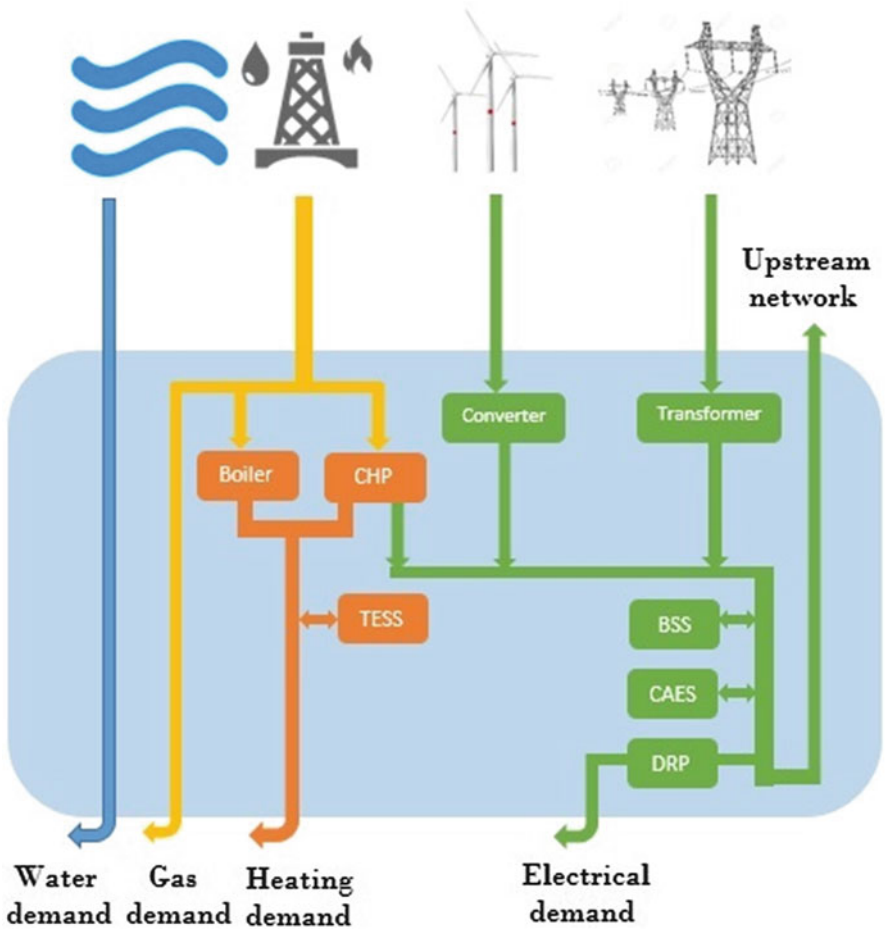 Upstream
network
Converter
Transformer
Boiler
CHP
TESS
BSS
CAES
DRP
Water
demand
Gas
demand
Heating
demand
Electrical
demand